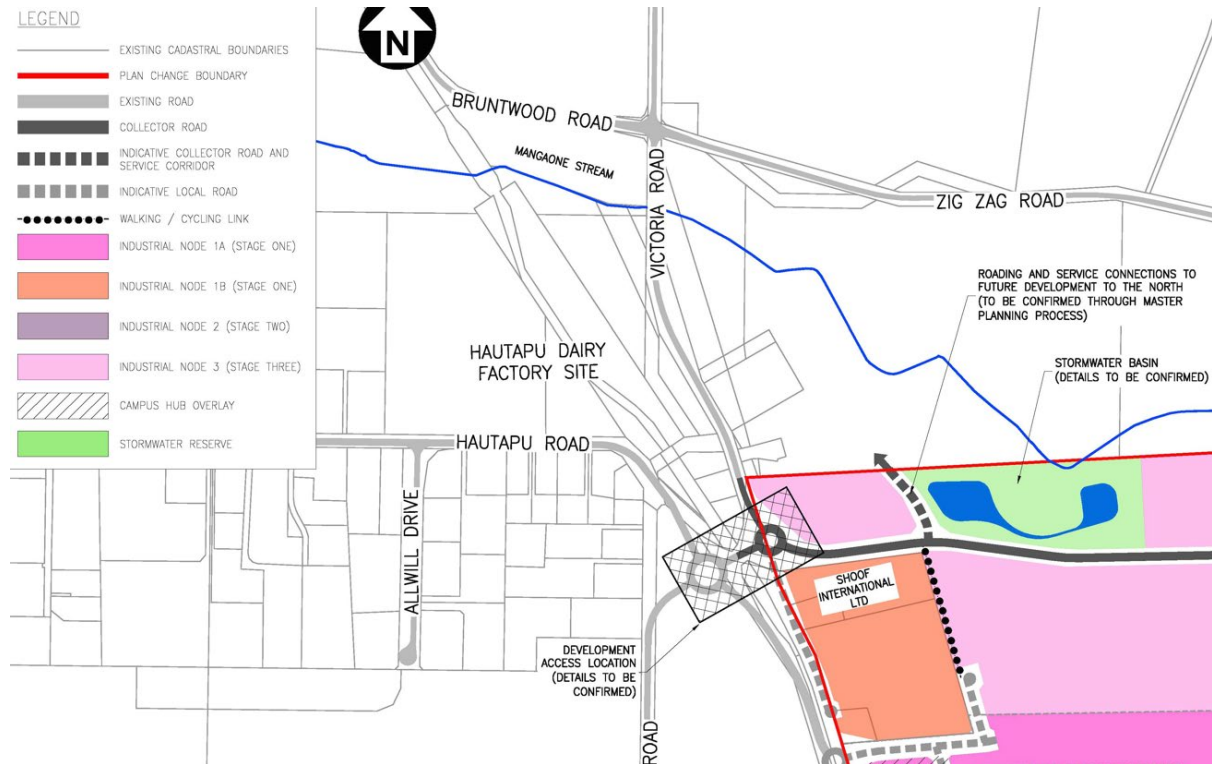 LEGEND
EXISTING CADASTRAL BOUNDARIES
PLAN CHANGE BOUNDARY
EXISTING ROAD
COLLECTOR ROAD
INDICATIVE COLLECTOR ROAD AND
SERVICE CORRIDOR
INDICATIVE LOCAL ROAD
WALKING / CYCLING LINK
INDUSTRIAL NODE 1A (STAGE ONE)
INDUSTRIAL NODE 1B (STAGE ONE)
INDUSTRIAL NODE 2 (STAGE TWO)
INDUSTRIAL NODE 3 (STAGE THREE)
CAMPUS HUB OVERLAY
STORMWATER RESERVE
N
BRUNTWOOD ROAD
MANGAONE STREAM
VICTORIA ROAD
ZIG ZAG ROAD
ROADING AND SERVICE CONNECTIONS TO
FUTURE DEVELOPMENT TO THE NORTH
(TO BE CONFIRMED THROUGH MASTER
PLANNING PROCESS)
HAUTAPU DAIRY
FACTORY SITE
STORMWATER BASIN
(DETAILS TO BE CONFIRMED)
HAUTAPU ROAD
ALLWILL DRIVE
SHOOF
INTERNATIONAL
LTD
DEVELOPMENT
ACCESS LOCATION
(DETAILS TO BE
CONFIRMED)
ROAD